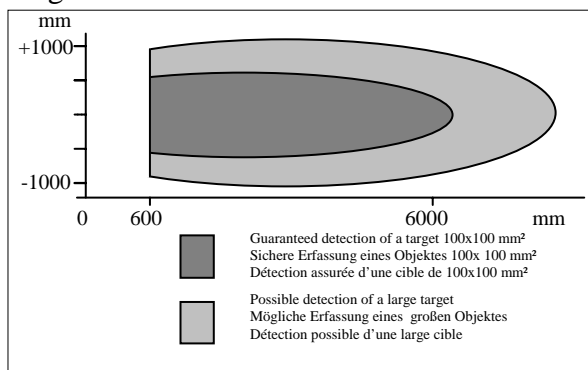 mm
+1000
-1000
0 600 6000 mm
Guaranteed detection of a target 100x100 mm²
Sichere Erfassung eines Objektes 100x 100 mm²
Détection assurée d'une cible de 100x100 mm²
Possible detection of a large target
Mögliche Erfassung eines großen Objektes
Détection possible d'une large cible